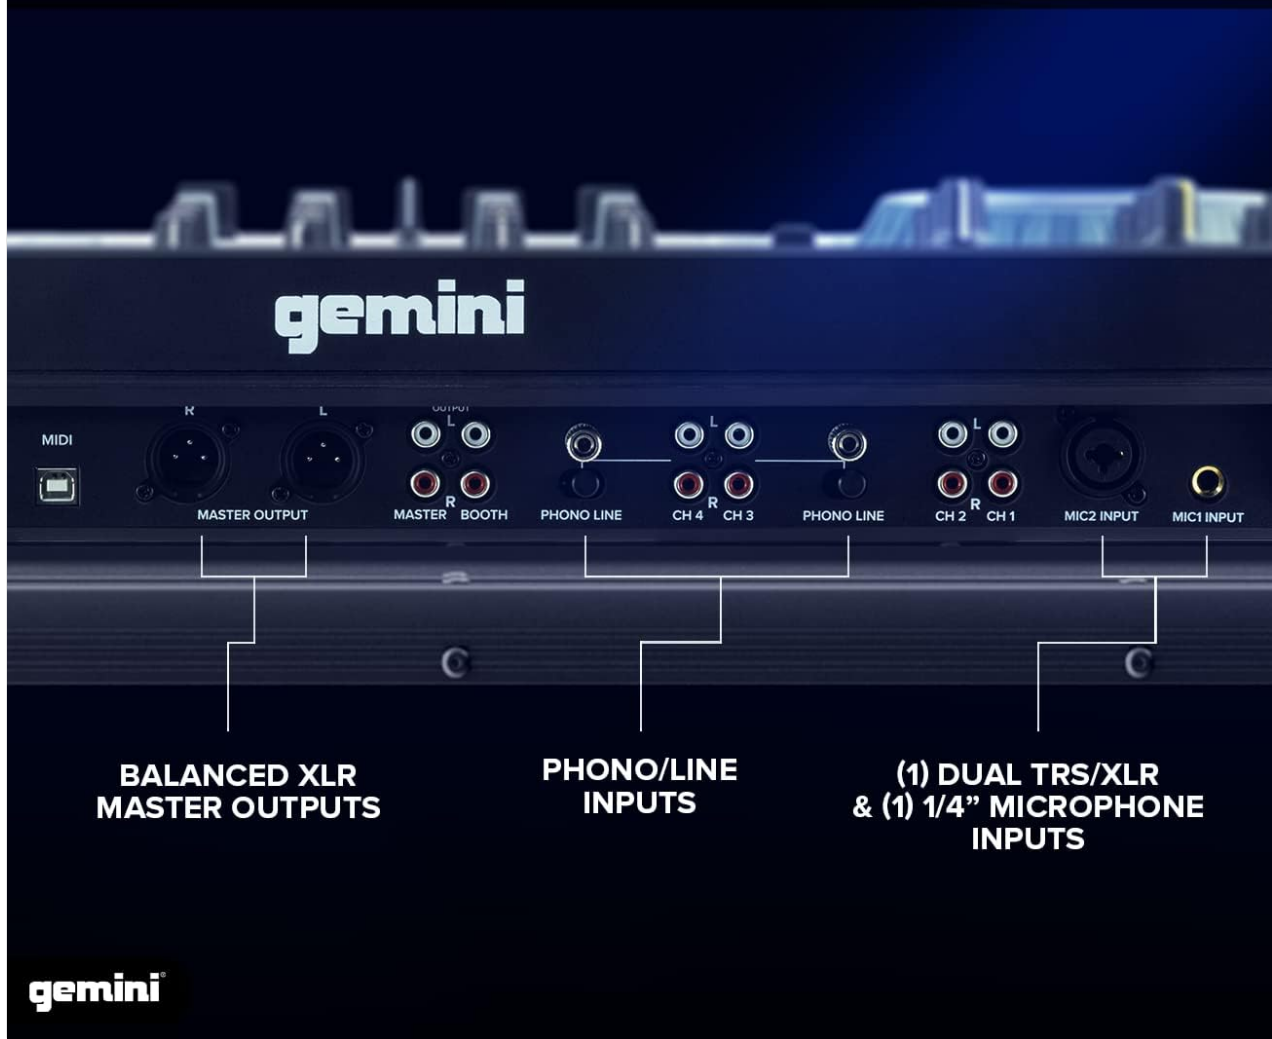 gemini
R L OUTPUT L L L
MIDI
R R R
MASTER OUTPUT MASTER BOOTH PHONO LINE CH 4 CH 3 PHONO LINE CH 2 CH 1 MIC2 INPUT MIC1 INPUT
BALANCED XLR
MASTER OUTPUTS
PHONO/LINE
INPUTS
(1) DUAL TRS/XLR
& (1) 1/4” MICROPHONE
INPUTS
gemini®